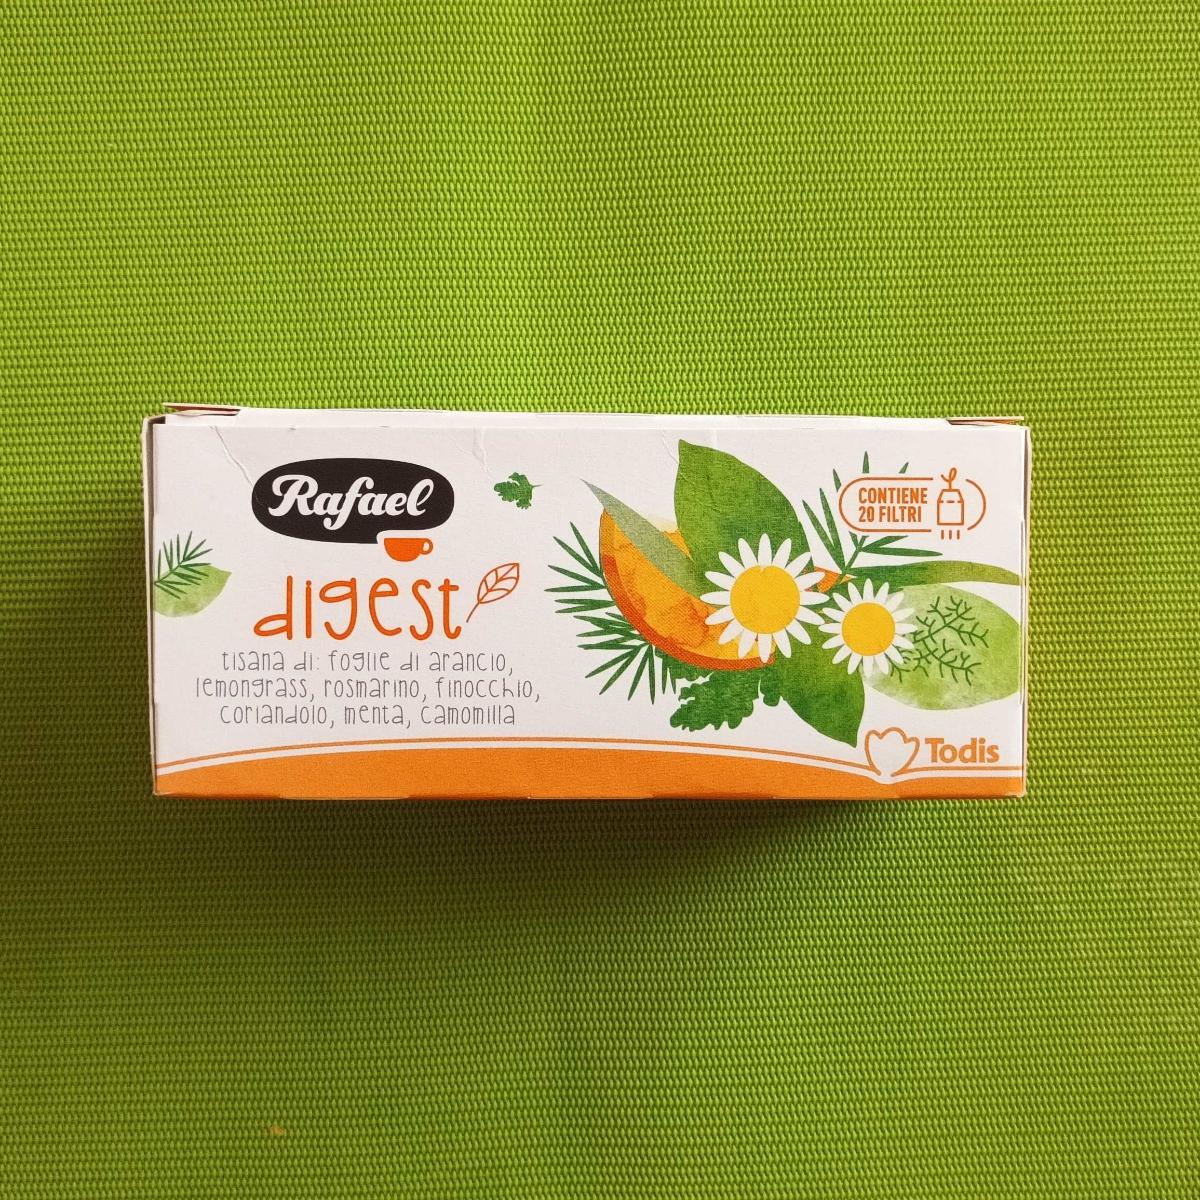 Rafael
digest
tisana di: foglie di arancio,
lemongrass, rosmarino, finocchio,
coriandolo, menta, camomilla
CONTIENE
20 FILTRI
Todis